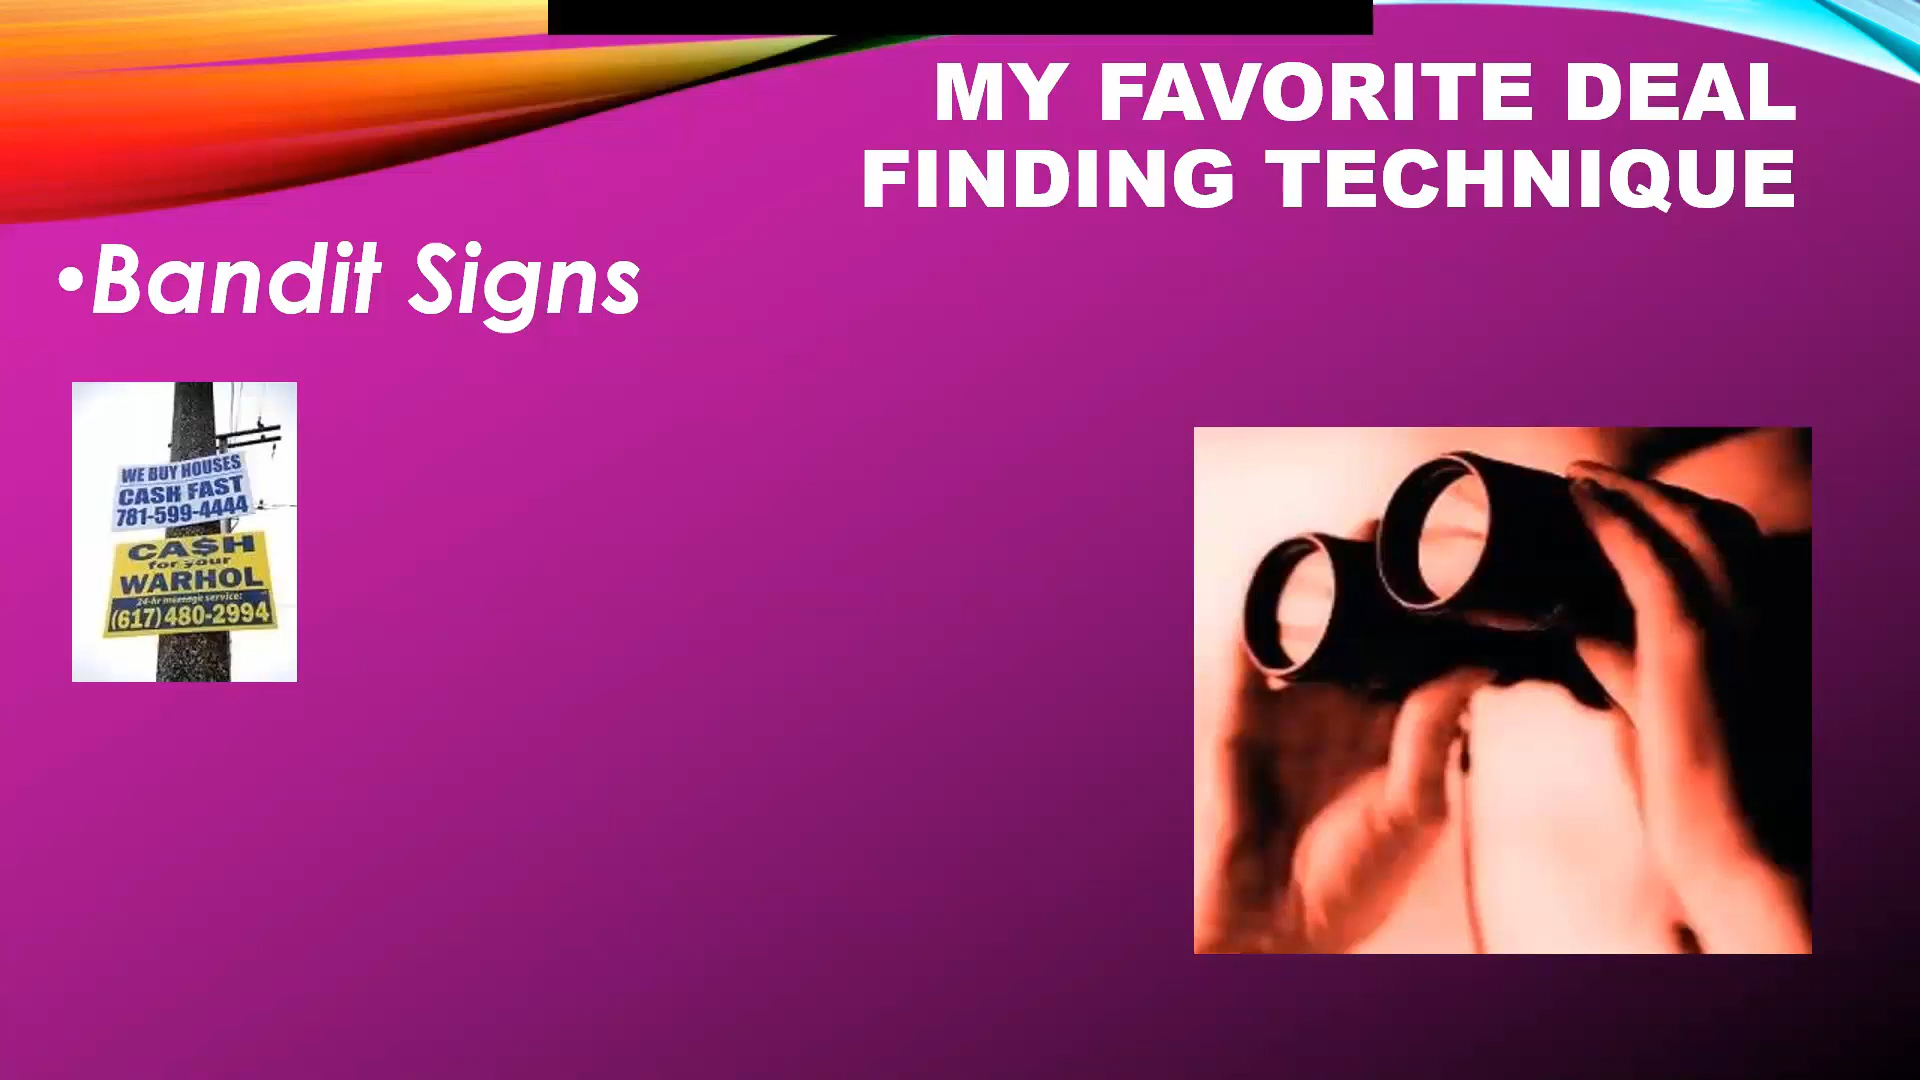 MY FAVORITE DEAL
FINDING TECHNIQUE
•Bandit Signs
WE BUY HOUSES
CASH FAST
781-599-4444
CA$H
for your
WARHOL
24-hr message service:
(617)480-2994